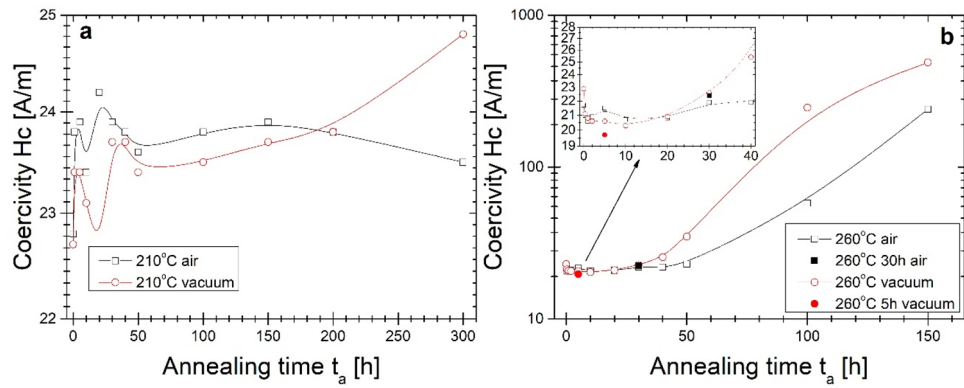 a
Coercivity Hc [A/m]
25
24
23
22
210°C air
210°C vacuum
0 50 100 150 200 250 300
Annealing time tₐ [h]
b
Coercivity Hc [A/m]
1000
100
10
28
27
26
25
24
23
22
21
20
19
0 10 20 30 40
260°C air
260°C 30h air
260°C vacuum
260°C 5h vacuum
0 50 100 150
Annealing time tₐ [h]